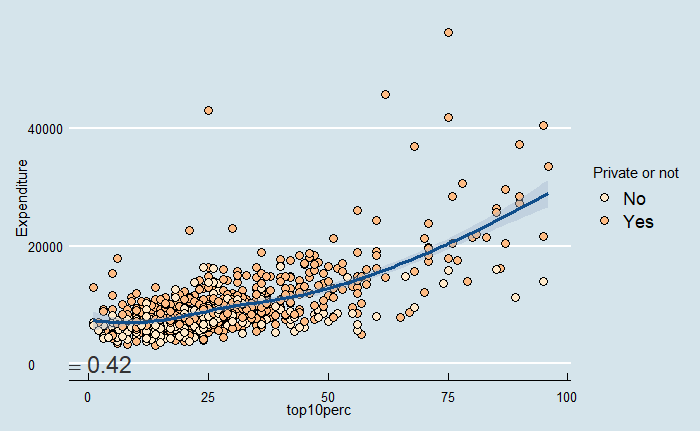 40000
20000
0
Expenditure
= 0.42
0 25 50 75 100
top10perc
Private or not
No
Yes